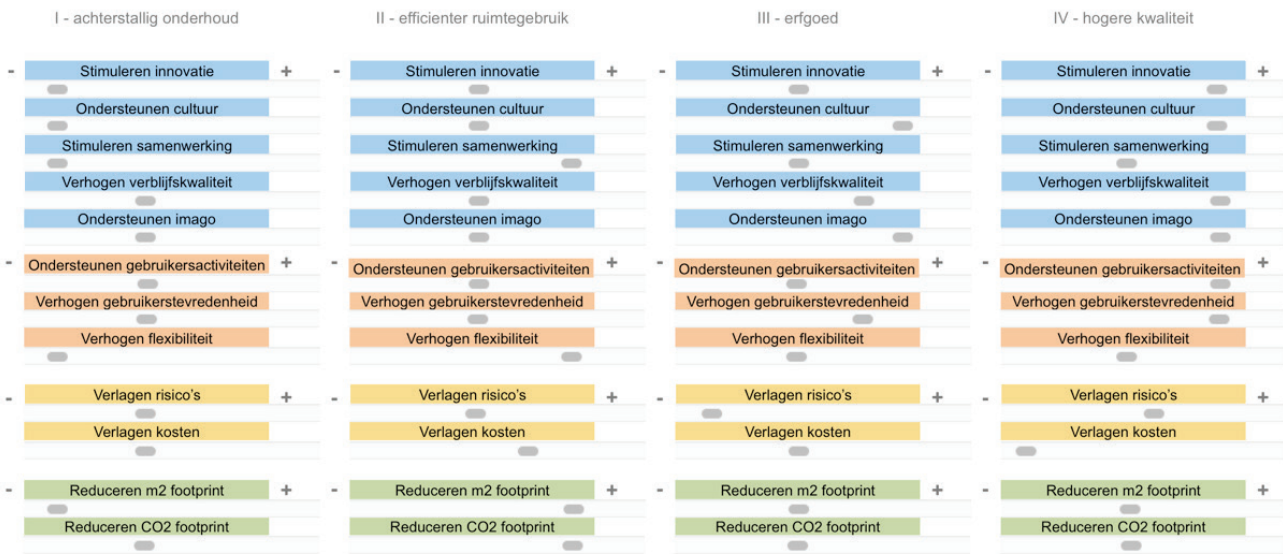 I - achterstallig onderhoud
II - efficienter ruimtegebruik
III - erfgoed
IV - hogere kwaliteit
- Stimuleren innovatie + - Stimuleren innovatie + - Stimuleren innovatie + - Stimuleren innovatie +
Ondersteunen cultuur Ondersteunen cultuur Ondersteunen cultuur Ondersteunen cultuur
Stimuleren samenwerking Stimuleren samenwerking Stimuleren samenwerking Stimuleren samenwerking
Verhogen verblijfskwaliteit Verhogen verblijfskwaliteit Verhogen verblijfskwaliteit Verhogen verblijfskwaliteit
Ondersteunen imago Ondersteunen imago Ondersteunen imago Ondersteunen imago
- Ondersteunen gebruikersactiviteiten + - Ondersteunen gebruikersactiviteiten + - Ondersteunen gebruikersactiviteiten + - Ondersteunen gebruikersactiviteiten +
Verhogen gebruikerstevredenheid Verhogen gebruikerstevredenheid Verhogen gebruikerstevredenheid Verhogen gebruikerstevredenheid
Verhogen flexibiliteit Verhogen flexibiliteit Verhogen flexibiliteit Verhogen flexibiliteit
- Verlagen risico's + - Verlagen risico's + - Verlagen risico's + - Verlagen risico's +
Verlagen kosten Verlagen kosten Verlagen kosten Verlagen kosten
- Reduceren m2 footprint + - Reduceren m2 footprint + - Reduceren m2 footprint + - Reduceren m2 footprint +
Reduceren CO2 footprint Reduceren CO2 footprint Reduceren CO2 footprint Reduceren CO2 footprint